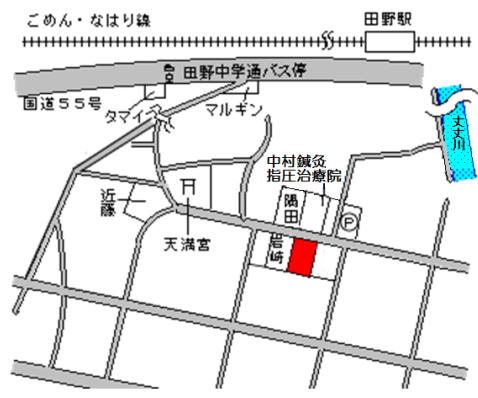 ごめん・なはり線
田野駅
田野中学通バス停
国道５５号
タマイ
マルギン
丈丈川
中村鍼灸
指圧治療院
隅田
近藤
天満宮
岩崎
P